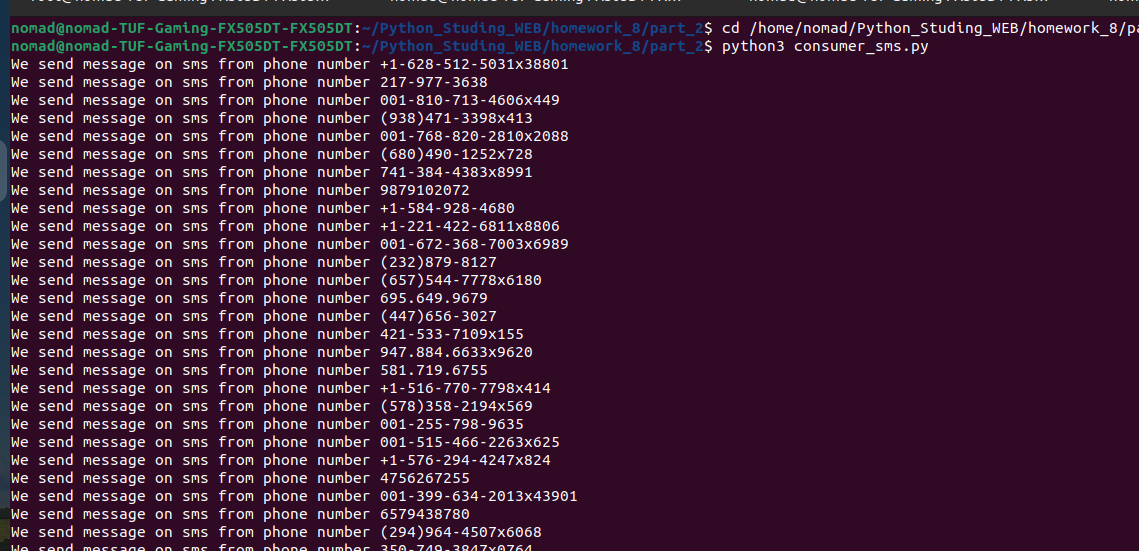 nomad@nomad-TUF-Gaming-FX505DT-FX505DT:~/Python_Studing_WEB/homework_8/part_2$ cd /home/nomad/Python_Studing_WEB/homework_8/pa
nomad@nomad-TUF-Gaming-FX505DT-FX505DT:~/Python_Studing_WEB/homework_8/part_2$ python3 consumer_sms.py
We send message on sms from phone number +1-628-512-5031x38801
We send message on sms from phone number 217-977-3638
We send message on sms from phone number 001-810-713-4606x449
We send message on sms from phone number (938)471-3398x413
We send message on sms from phone number 001-768-820-2810x2088
We send message on sms from phone number (680)490-1252x728
We send message on sms from phone number 741-384-4383x8991
We send message on sms from phone number 9879102072
We send message on sms from phone number +1-584-928-4680
We send message on sms from phone number +1-221-422-6811x8806
We send message on sms from phone number 001-672-368-7003x6989
We send message on sms from phone number (232)879-8127
We send message on sms from phone number (657)544-7778x6180
We send message on sms from phone number 695.649.9679
We send message on sms from phone number (447)656-3027
We send message on sms from phone number 421-533-7109x155
We send message on sms from phone number 947.884.6633x9620
We send message on sms from phone number 581.719.6755
We send message on sms from phone number +1-516-770-7798x414
We send message on sms from phone number (578)358-2194x569
We send message on sms from phone number 001-255-798-9635
We send message on sms from phone number 001-515-466-2263x625
We send message on sms from phone number +1-576-294-4247x824
We send message on sms from phone number 4756267255
We send message on sms from phone number 001-399-634-2013x43901
We send message on sms from phone number 6579438780
We send message on sms from phone number (294)964-4507x6068
We send message on sms from phone number 350-749-3847x0764